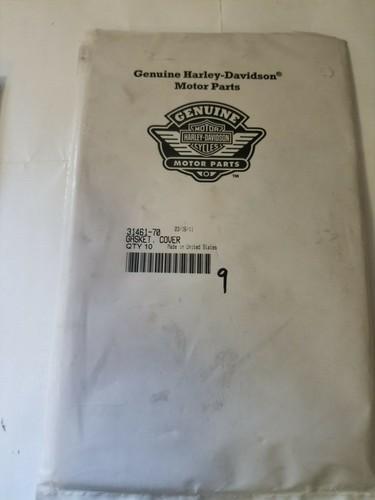 Genuine Harley-Davidson®
Motor Parts
GENUINE
MOTOR
HARLEY-DAVIDSON
CYCLES
MOTOR PARTS
™
31461-70
GASKET, COVER
QTY 10 Made in United States
9